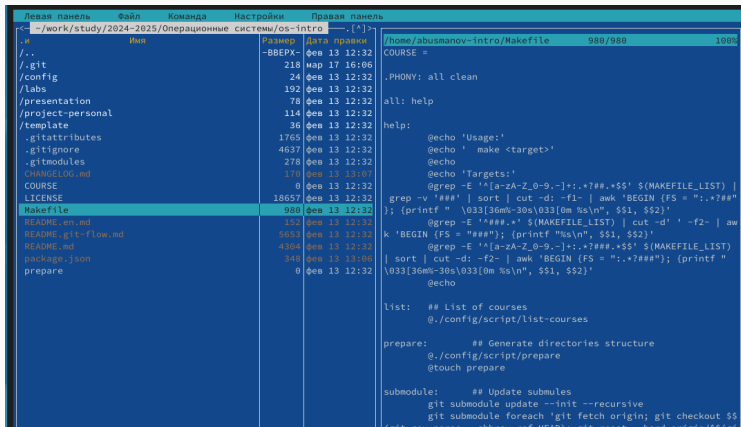 Левая панель Файл Команда Настройки Правая панель
<— ~/work/study/2024-2025/Операционные системы/os-intro —.[^]>
.и Имя Размер Дата правки
/.. -ВВЕРХ- фев 13 12:32
/.git 218 мар 17 16:06
/config 24 фев 13 12:32
/labs 192 фев 13 12:32
/presentation 78 фев 13 12:32
/project-personal 114 фев 13 12:32
/template 36 фев 13 12:32
.gitattributes 1765 фев 13 12:32
.gitignore 4637 фев 13 12:32
.gitmodules 278 фев 13 12:32
CHANGELOG.md 170 фев 13 13:07
COURSE 0 фев 13 12:32
LICENSE 18657 фев 13 12:32
Makefile 980 фев 13 12:32
README.en.md 152 фев 13 12:32
README.git-flow.md 5653 фев 13 12:32
README.md 4304 фев 13 12:32
package.json 348 фев 13 13:06
prepare 0 фев 13 12:32
/home/abusmanov-intro/Makefile 980/980 100%
COURSE =
.PHONY: all clean
all: help
help:
@echo 'Usage:'
@echo ' make <target>'
@echo
@echo 'Targets:'
@grep -E '^[a-zA-Z_0-9.-]+:.*?##.*$$' $(MAKEFILE_LIST) |
grep -v '###' | sort | cut -d: -f1- | awk 'BEGIN {FS = ":.*?##"
}; {printf " \033[36m%-30s\033[0m %s\n", $$1, $$2}'
@grep -E '^###.*' $(MAKEFILE_LIST) | cut -d' ' -f2- | aw
k 'BEGIN {FS = "###"}; {printf "%s\n", $$1, $$2}'
@grep -E '^[a-zA-Z_0-9.-]+:.*?###.*$$' $(MAKEFILE_LIST)
| sort | cut -d: -f2- | awk 'BEGIN {FS = ":.*?###"}; {printf "
\033[36m%-30s\033[0m %s\n", $$1, $$2}'
@echo
list: ## List of courses
@./config/script/list-courses
prepare: ## Generate directories structure
@./config/script/prepare
@touch prepare
submodule: ## Update submules
git submodule update --init --recursive
git submodule foreach 'git fetch origin; git checkout $$